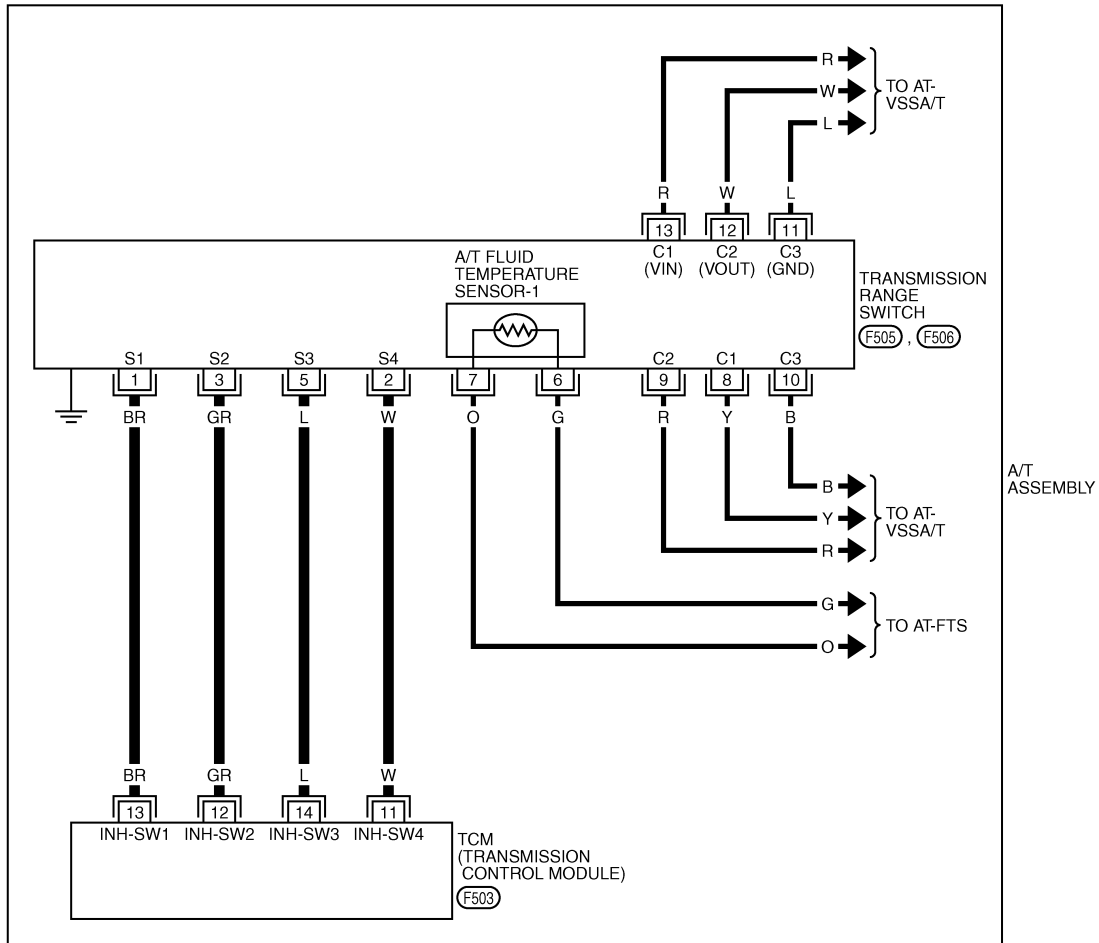 R
W
TO AT-
VSSA/T
L
R W L
13 12 11
C1 C2 C3
(VIN) (VOUT) (GND)
A/T FLUID
TEMPERATURE
SENSOR-1
TRANSMISSION
RANGE
SWITCH
F505 , F506
S1 S2 S3 S4 C2 C1 C3
1 3 5 2 7 6 9 8 10
BR GR L W O G R Y B
A/T
ASSEMBLY
B
Y
TO AT-
VSSA/T
R
G
TO AT-FTS
O
BR GR L W
13 12 14 11
INH-SW1 INH-SW2 INH-SW3 INH-SW4
TCM
(TRANSMISSION
CONTROL MODULE)
F503